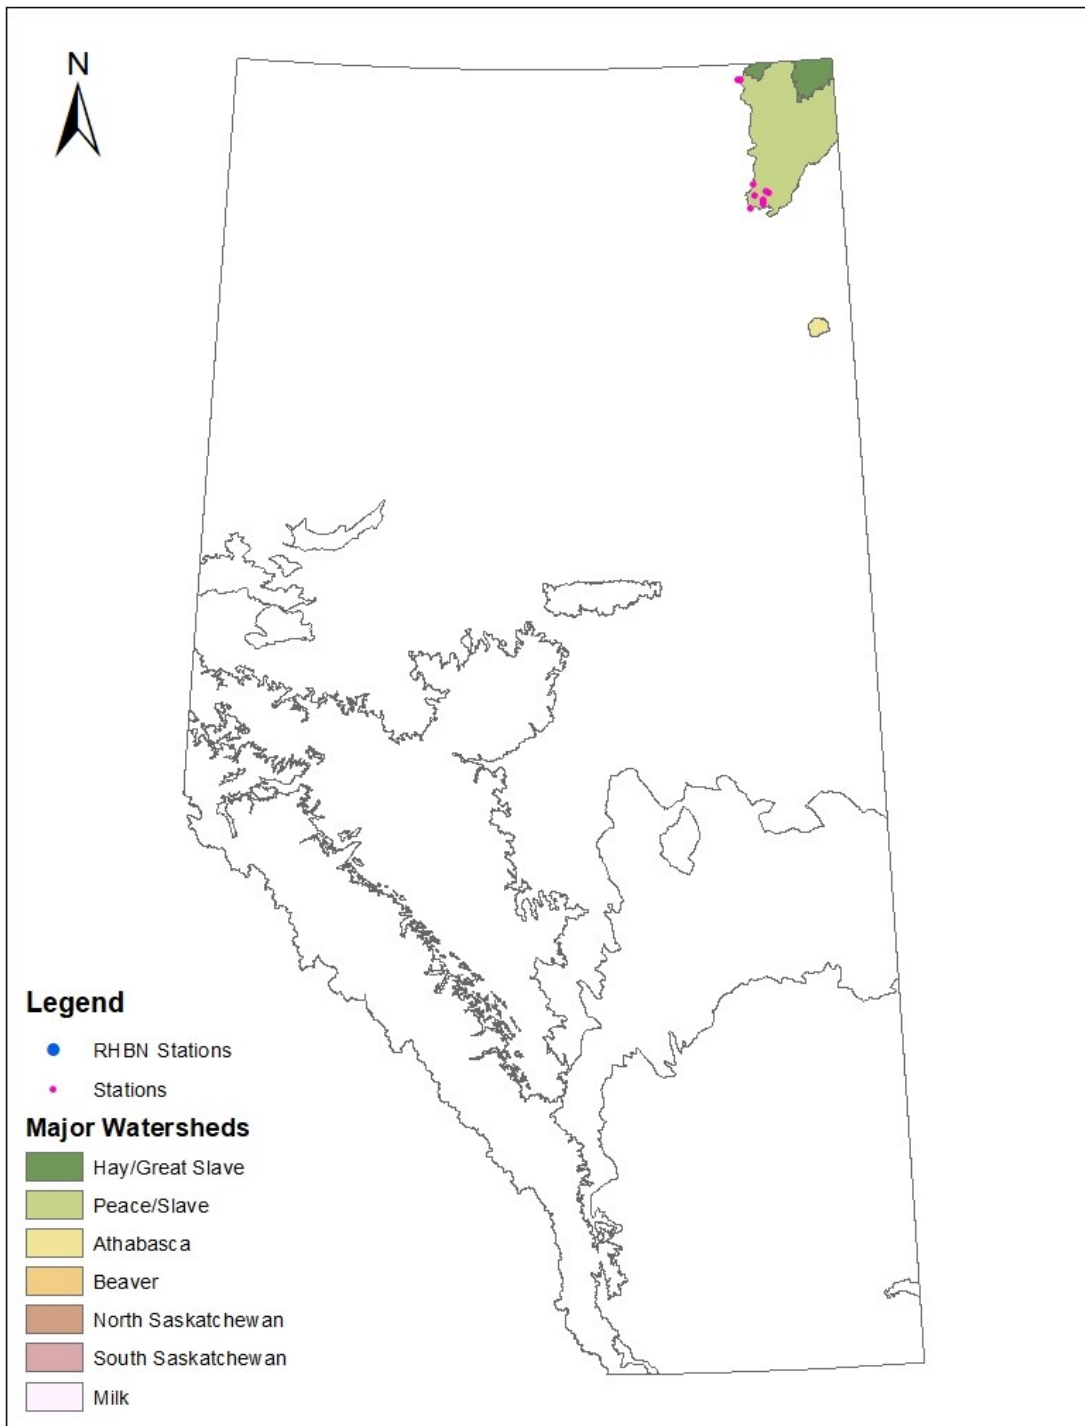 N
Legend
RHBN Stations
Stations
Major Watersheds
Hay/Great Slave
Peace/Slave
Athabasca
Beaver
North Saskatchewan
South Saskatchewan
Milk